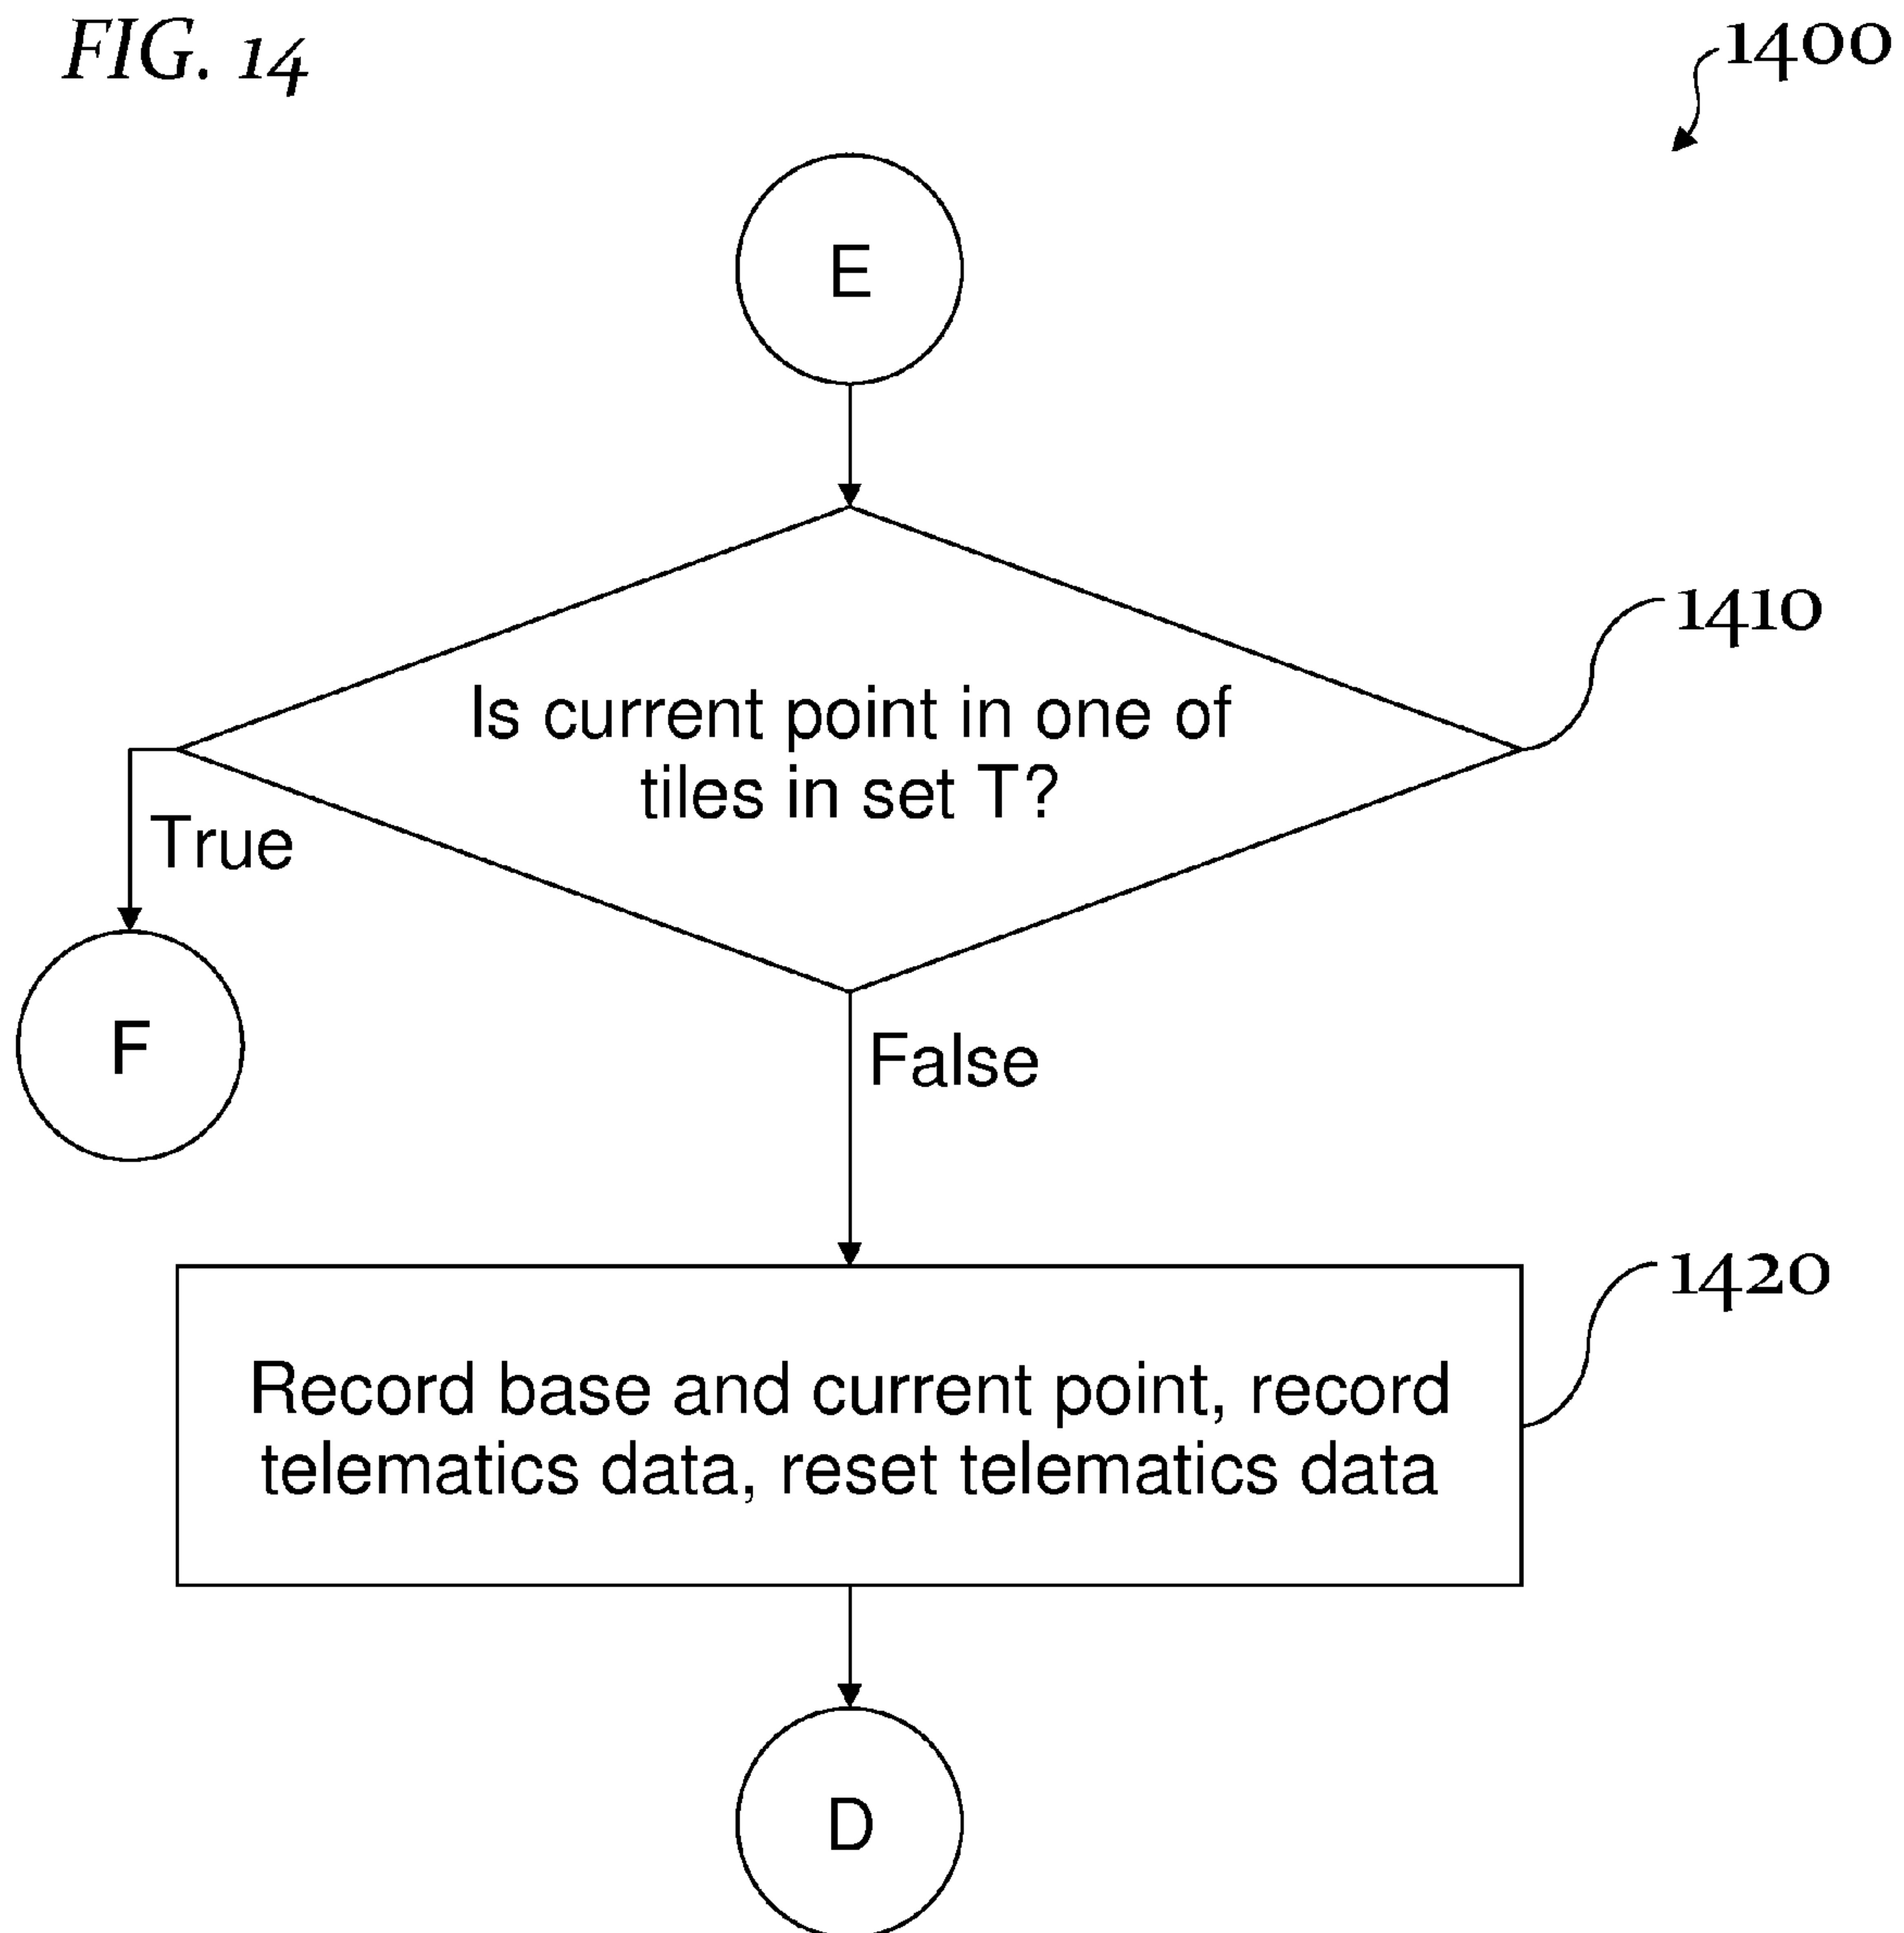 FIG. 14
1400
E
1410
Is current point in one of
tiles in set T?
True
F
False
1420
Record base and current point, record
telematics data, reset telematics data
D